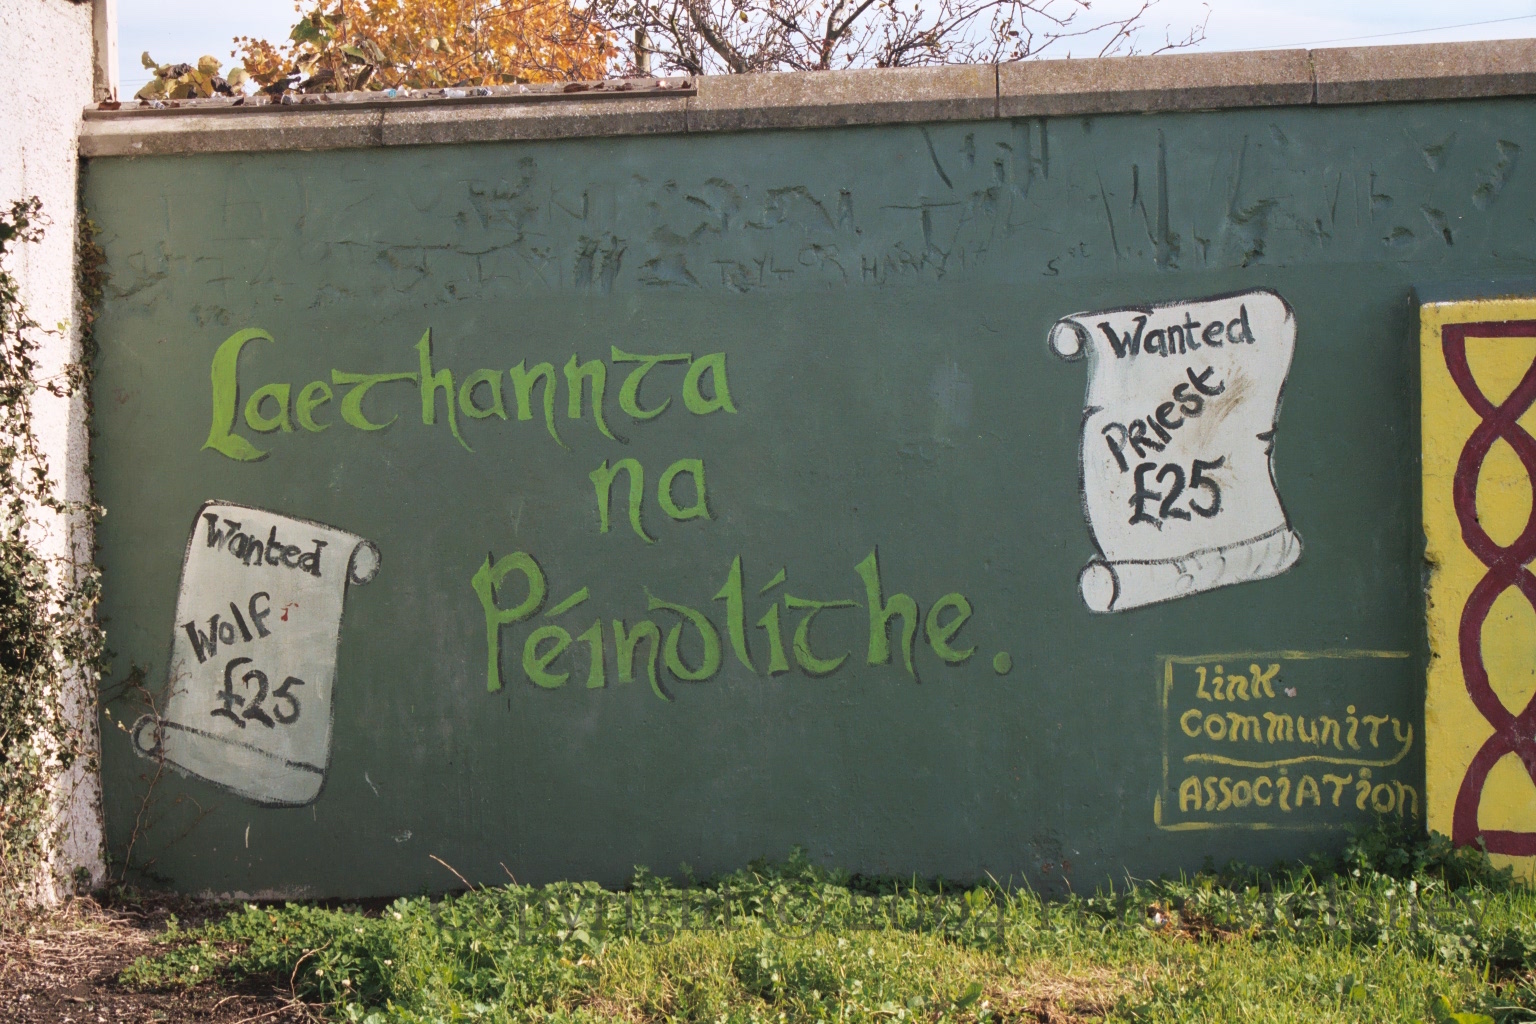 Laethannta
na
Péindlíthe.
Wanted
Wolf
£25
Wanted
Priest
£25
Link
Community
Association
TAYLOR HARRY